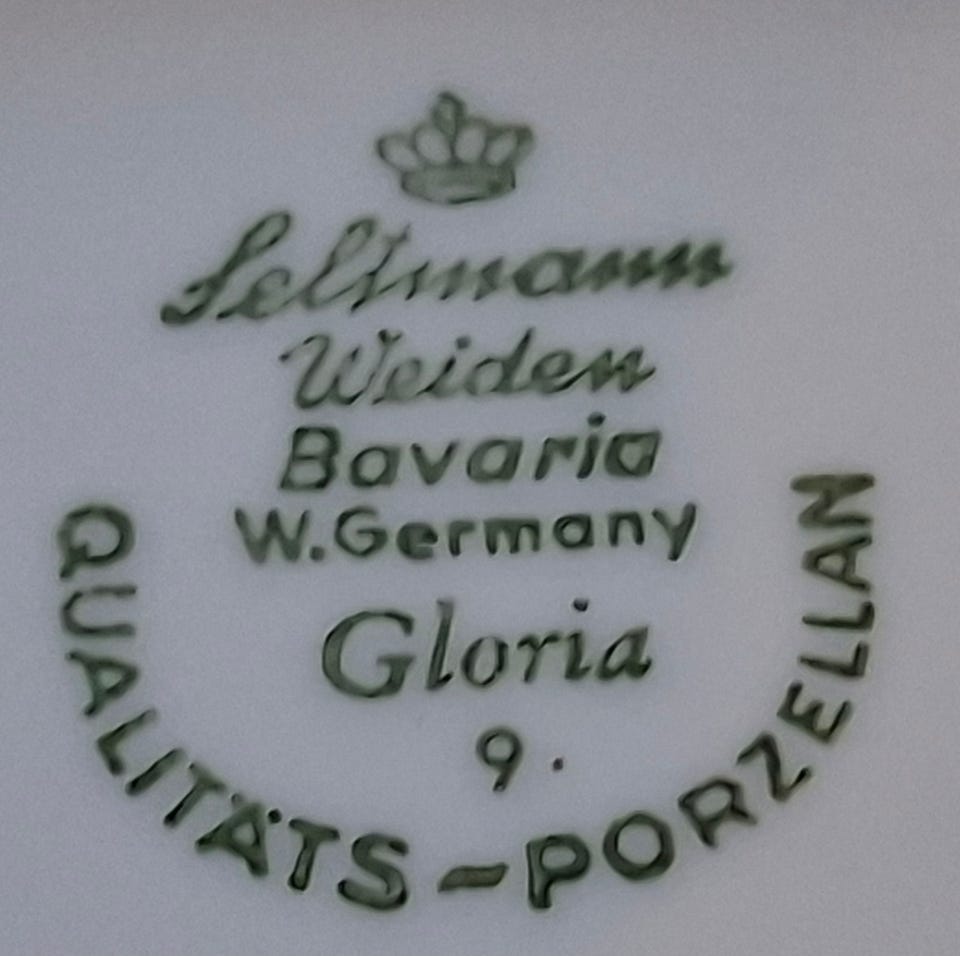 Seltmann
Weiden
Bavaria
W.Germany
Gloria
9.
QUALITÄTS-PORZELLAN